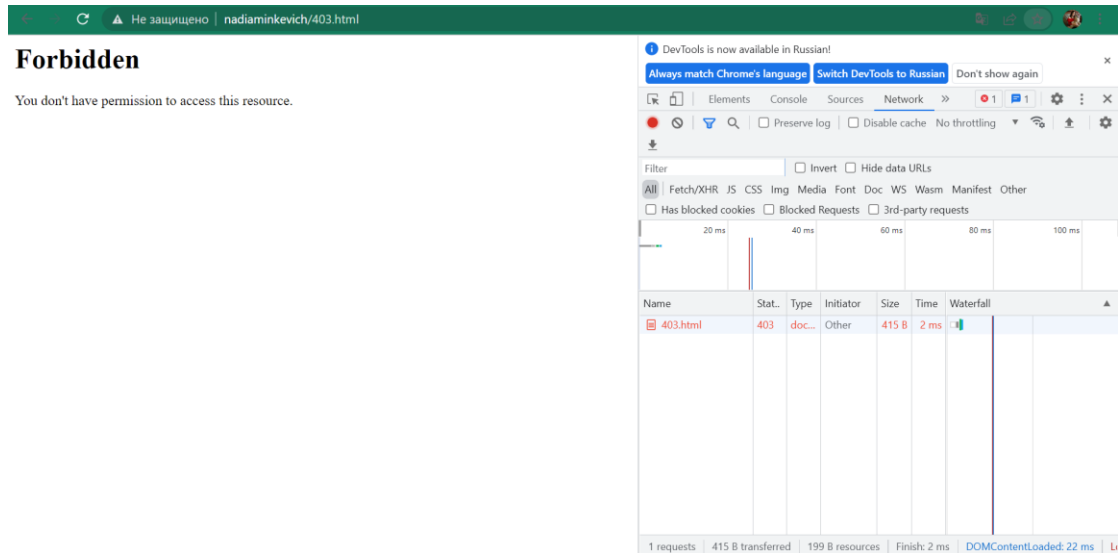 Не защищено | nadiaminkevich/403.html
Forbidden
You don't have permission to access this resource.
DevTools is now available in Russian!
Always match Chrome's language Switch DevTools to Russian Don't show again
Elements Console Sources Network » 1 1
Preserve log Disable cache No throttling
Filter Invert Hide data URLs
All Fetch/XHR JS CSS Img Media Font Doc WS Wasm Manifest Other
Has blocked cookies Blocked Requests 3rd-party requests
20 ms 40 ms 60 ms 80 ms 100 ms
Name Stat.. Type Initiator Size Time Waterfall
403.html 403 doc... Other 415 B 2 ms
1 requests 415 B transferred 199 B resources Finish: 2 ms DOMContentLoaded: 22 ms